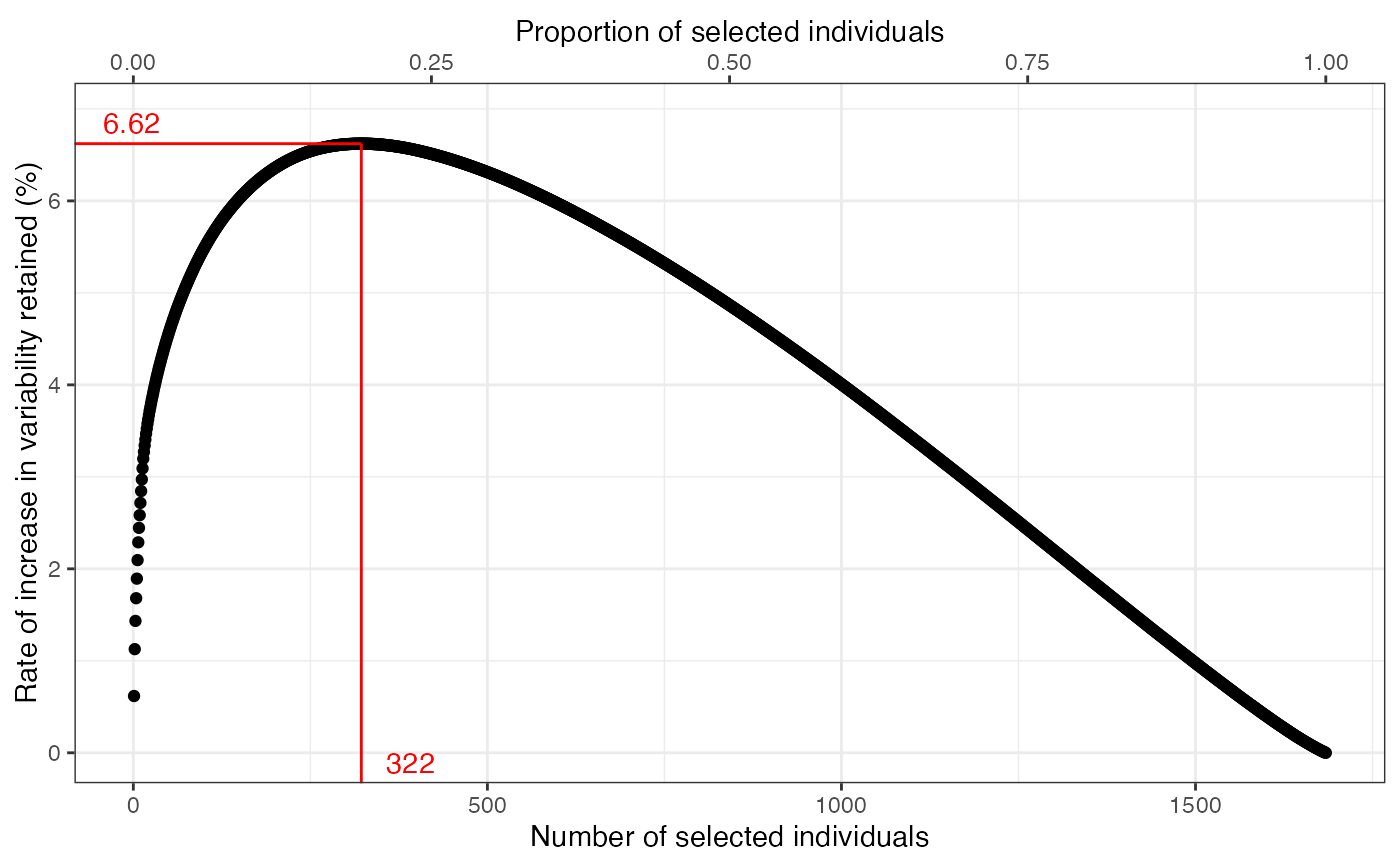 Proportion of selected individuals
0.00 0.25 0.50 0.75 1.00
6.62
Rate of increase in variability retained (%)
6
4
2
0
322
0 500 1000 1500
Number of selected individuals